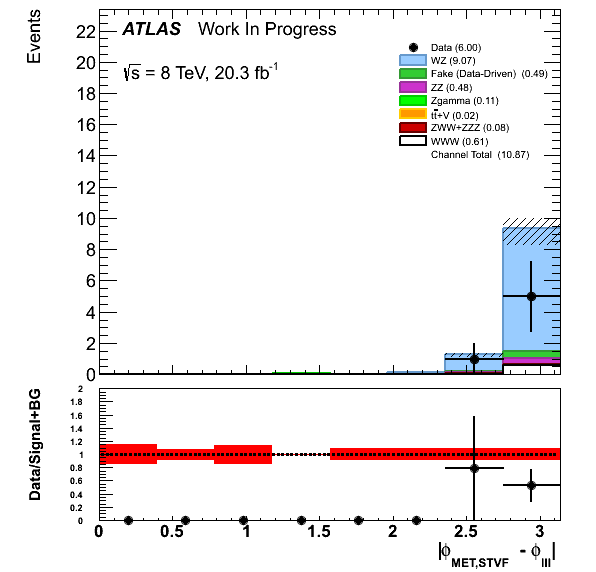 Events
ATLAS Work In Progress
√s = 8 TeV, 20.3 fb⁻¹
Data (6.00)
WZ (9.07)
Fake (Data-Driven) (0.49)
ZZ (0.48)
Zgamma (0.11)
tt̄+V (0.02)
ZWW+ZZZ (0.08)
WWW (0.61)
Channel Total (10.87)
22
20
18
16
14
12
10
8
6
4
2
0
Data/Signal+BG
2
1.8
1.6
1.4
1.2
1
0.8
0.6
0.4
0.2
0
0 0.5 1 1.5 2 2.5 3
|ϕMET,STVF - ϕlll|